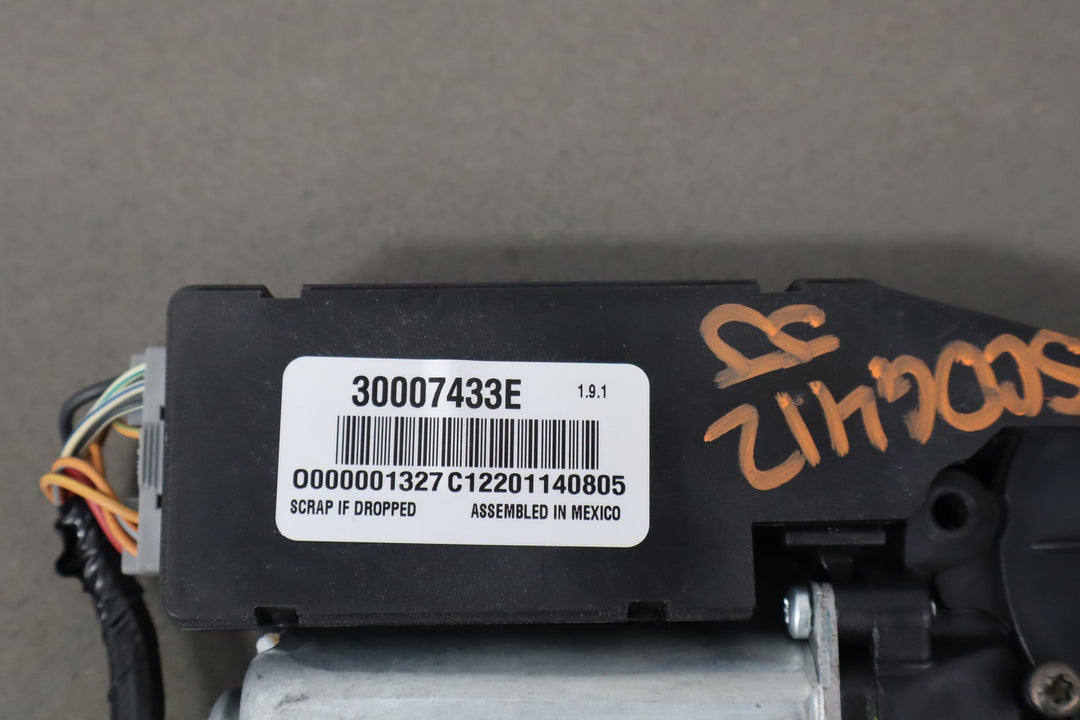 30007433E 1.9.1
O000001327 C12201140805
SCRAP IF DROPPED ASSEMBLED IN MEXICO